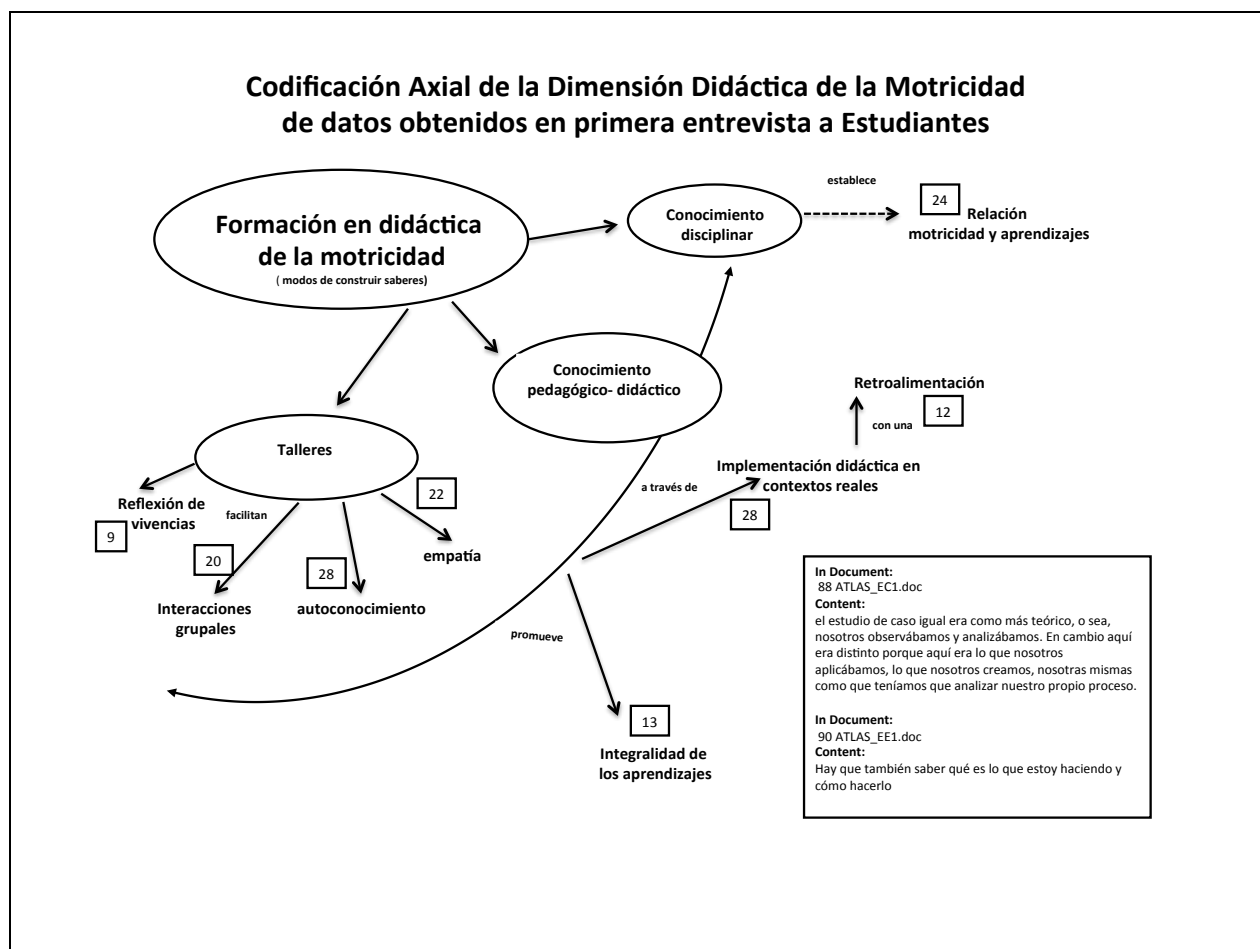 Codificación Axial de la Dimensión Didáctica de la Motricidad
de datos obtenidos en primera entrevista a Estudiantes
Formación en didáctica
de la motricidad
( modos de construir saberes)
Conocimiento
disciplinar
establece
24
Relación
motricidad y aprendizajes
Conocimiento
pedagógico- didáctico
Retroalimentación
con una
12
Talleres
Implementación didáctica en
contextos reales
a través de
28
22
Reflexión de
vivencias
facilitan
9
20
28
empatía
Interacciones
grupales
autoconocimiento
promueve
13
Integralidad de
los aprendizajes
In Document:
88 ATLAS_EC1.doc
Content:
el estudio de caso igual era como más teórico, o sea,
nosotros observábamos y analizábamos. En cambio aquí
era distinto porque aquí era lo que nosotros
aplicábamos, lo que nosotros creamos, nosotras mismas
como que teníamos que analizar nuestro propio proceso.
In Document:
90 ATLAS_EE1.doc
Content:
Hay que también saber qué es lo que estoy haciendo y
cómo hacerlo